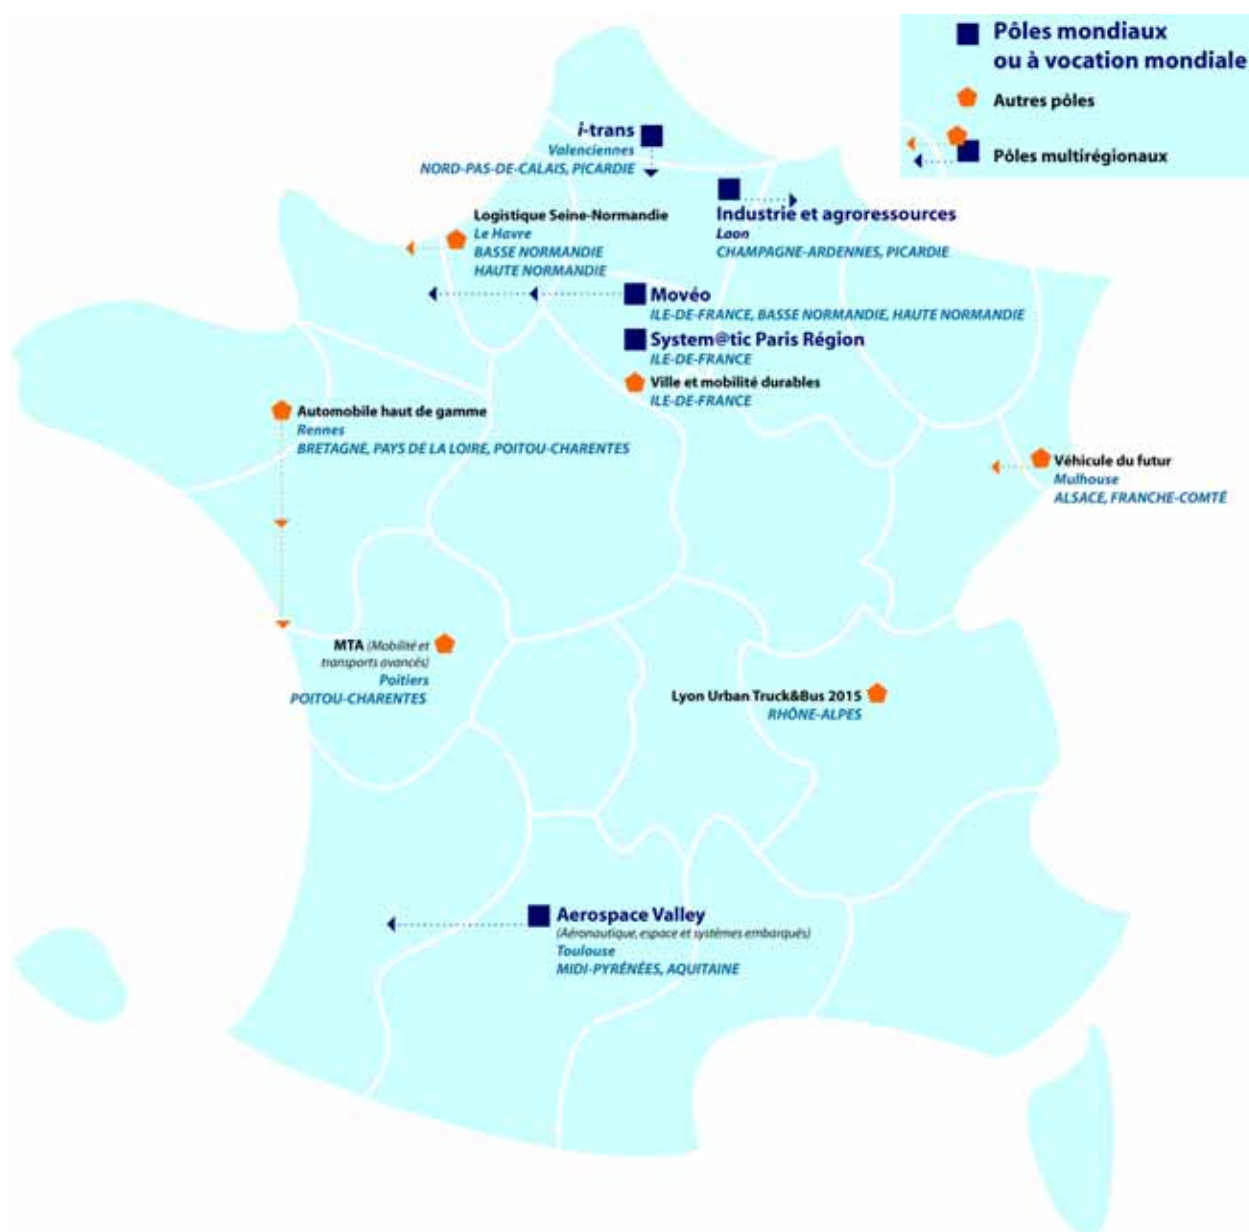 Pôles mondiaux
ou à vocation mondiale
Autres pôles
Pôles multirégionaux
i-trans
Valenciennes
NORD-PAS-DE-CALAIS, PICARDIE
Industrie et agroressources
Laon
CHAMPAGNE-ARDENNES, PICARDIE
Logistique Seine-Normandie
Le Havre
BASSE NORMANDIE
HAUTE NORMANDIE
Movéo
ILE-DE-FRANCE, BASSE NORMANDIE, HAUTE NORMANDIE
System@tic Paris Région
ILE-DE-FRANCE
Ville et mobilité durables
ILE-DE-FRANCE
Automobile haut de gamme
Rennes
BRETAGNE, PAYS DE LA LOIRE, POITOU-CHARENTES
Véhicule du futur
Mulhouse
ALSACE, FRANCHE-COMTÉ
MTA (Mobilité et
transports avancés)
Poitiers
POITOU-CHARENTES
Lyon Urban Truck&Bus 2015
RHÔNE-ALPES
Aerospace Valley
(Aéronautique, espace et systèmes embarqués)
Toulouse
MIDI-PYRÉNÉES, AQUITAINE